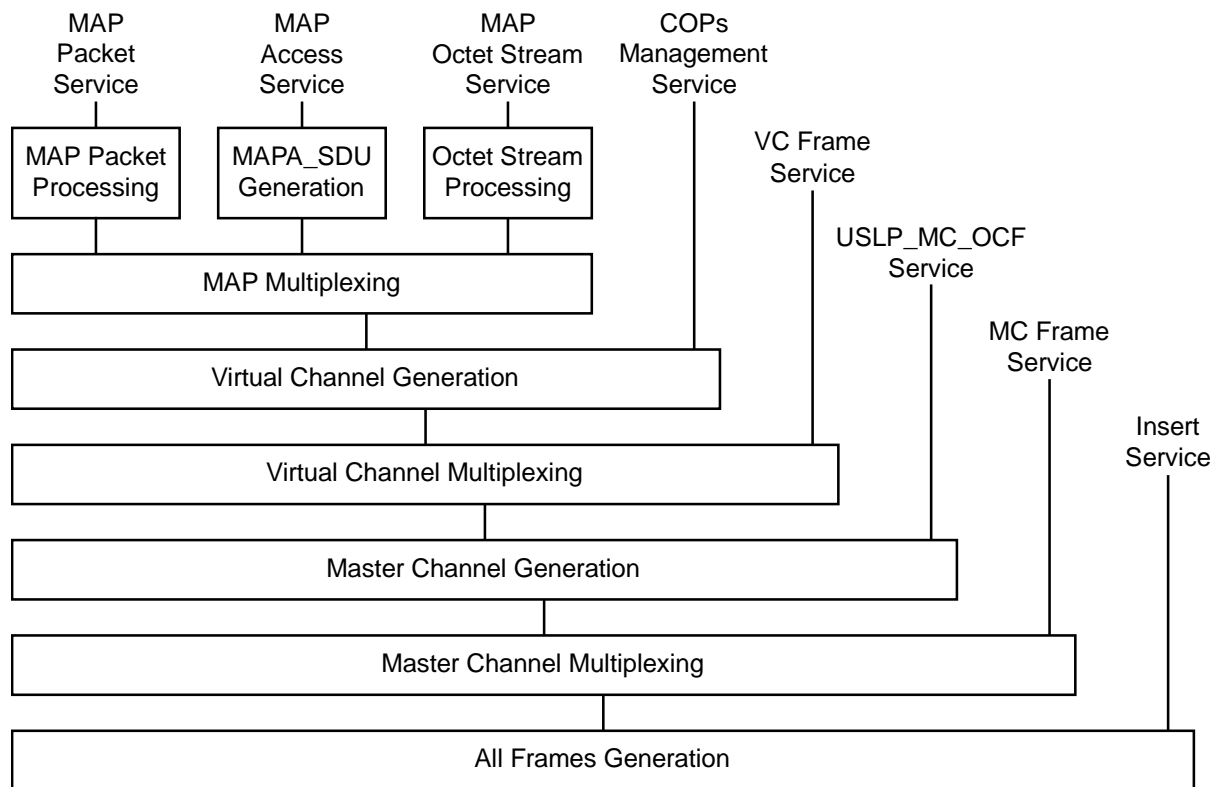 MAP
Packet
Service
MAP
Access
Service
MAP
Octet Stream
Service
COPs
Management
Service
VC Frame
Service
USLP_MC_OCF
Service
MC Frame
Service
Insert
Service
MAP Packet
Processing
MAPA_SDU
Generation
Octet Stream
Processing
MAP Multiplexing
Virtual Channel Generation
Virtual Channel Multiplexing
Master Channel Generation
Master Channel Multiplexing
All Frames Generation